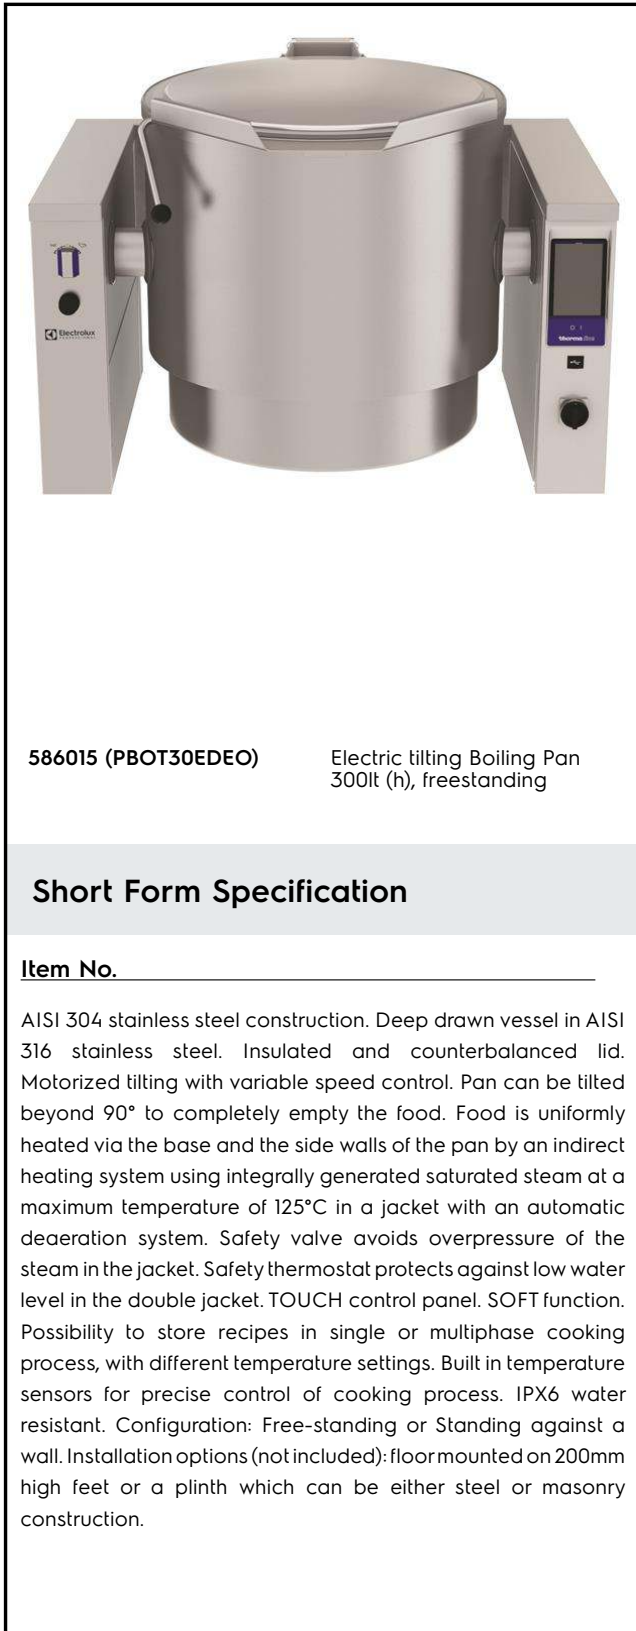 Electrolux
PROFESSIONAL
thermaline
586015 (PBOT30EDEO)
Electric tilting Boiling Pan
300lt (h), freestanding
Short Form Specification
Item No.
AISI 304 stainless steel construction. Deep drawn vessel in AISI
316 stainless steel. Insulated and counterbalanced lid.
Motorized tilting with variable speed control. Pan can be tilted
beyond 90° to completely empty the food. Food is uniformly
heated via the base and the side walls of the pan by an indirect
heating system using integrally generated saturated steam at a
maximum temperature of 125°C in a jacket with an automatic
deaeration system. Safety valve avoids overpressure of the
steam in the jacket. Safety thermostat protects against low water
level in the double jacket. TOUCH control panel. SOFT function.
Possibility to store recipes in single or multiphase cooking
process, with different temperature settings. Built in temperature
sensors for precise control of cooking process. IPX6 water
resistant. Configuration: Free-standing or Standing against a
wall. Installation options (not included): floor mounted on 200mm
high feet or a plinth which can be either steel or masonry
construction.